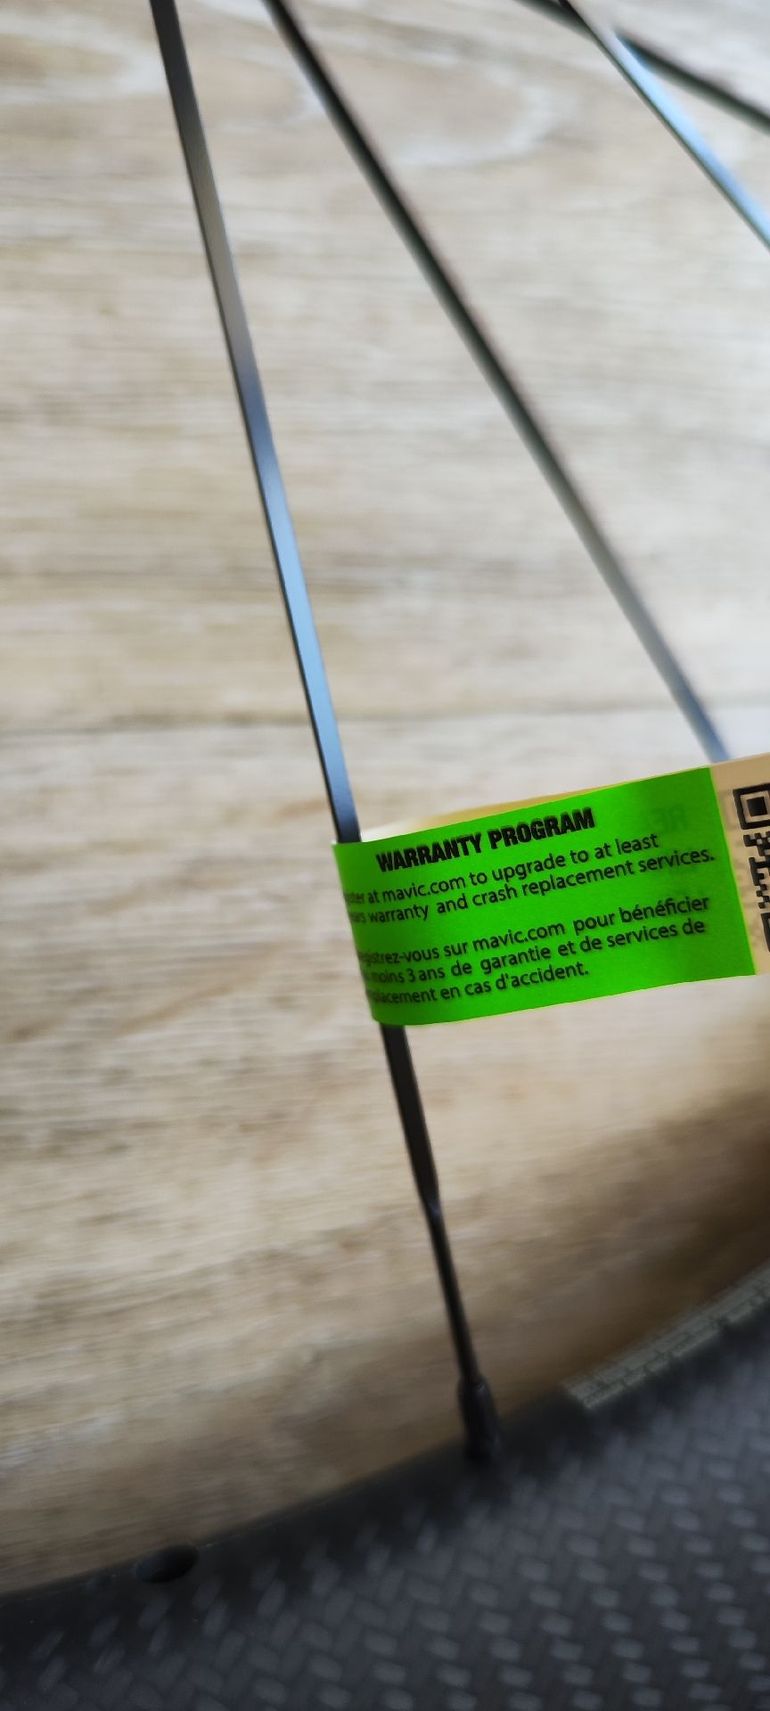 WARRANTY PROGRAM
at mavic.com to upgrade to at least
warranty and crash replacement services.
sur mavic.com pour bénéficier
moins 3 ans de garantie et de services de
en cas d'accident.